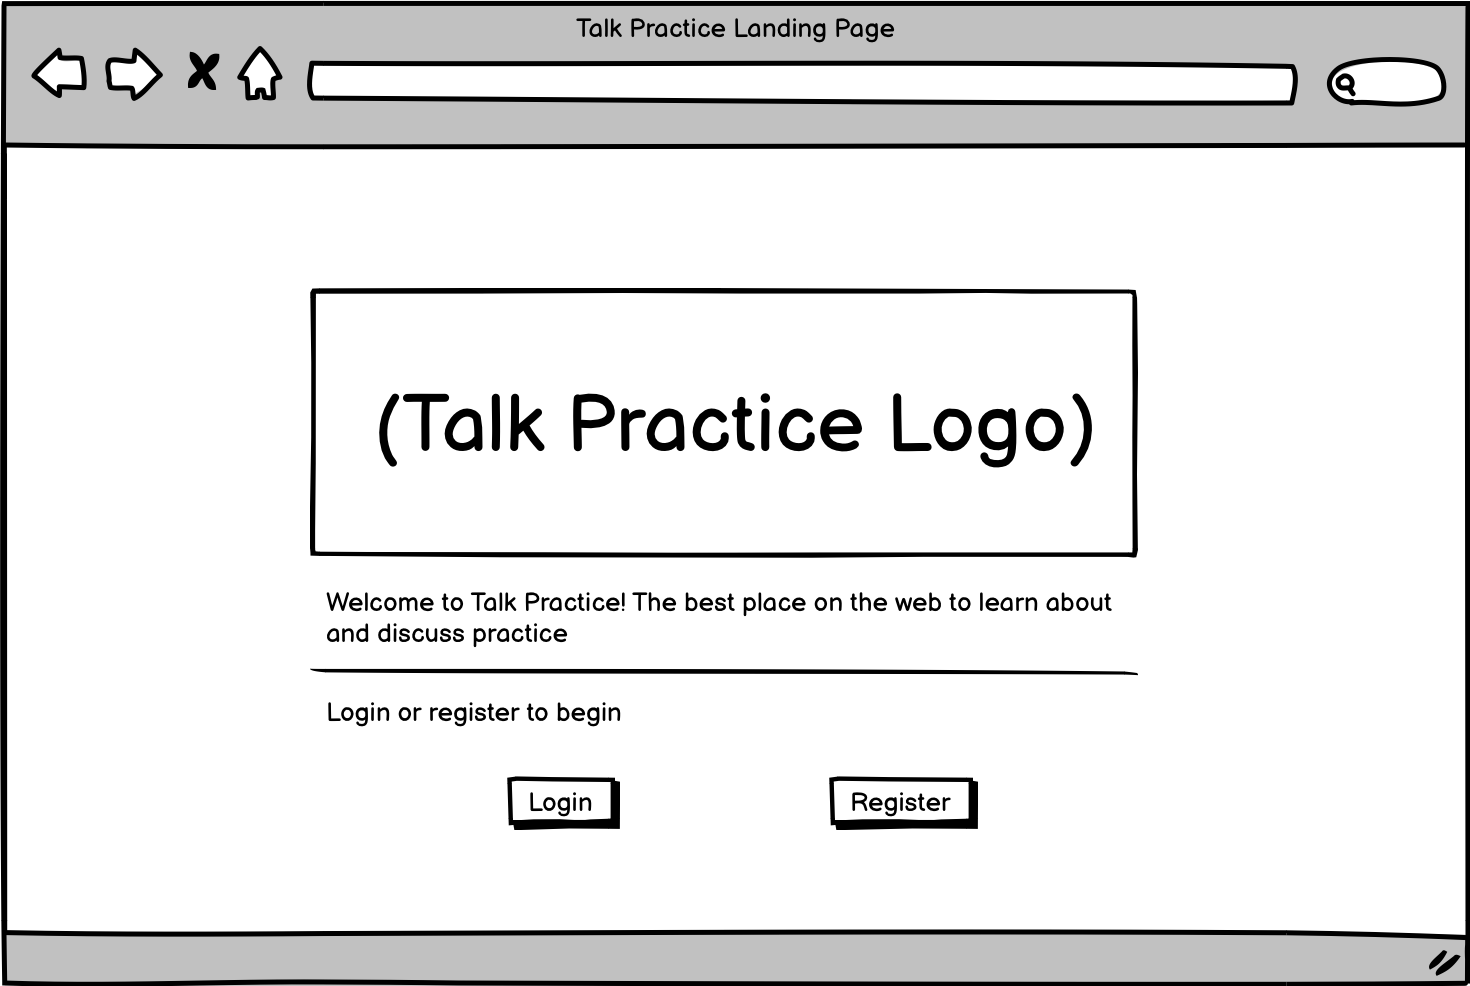 Talk Practice Landing Page
(Talk Practice Logo)
Welcome to Talk Practice! The best place on the web to learn about
and discuss practice
Login or register to begin
Login
Register